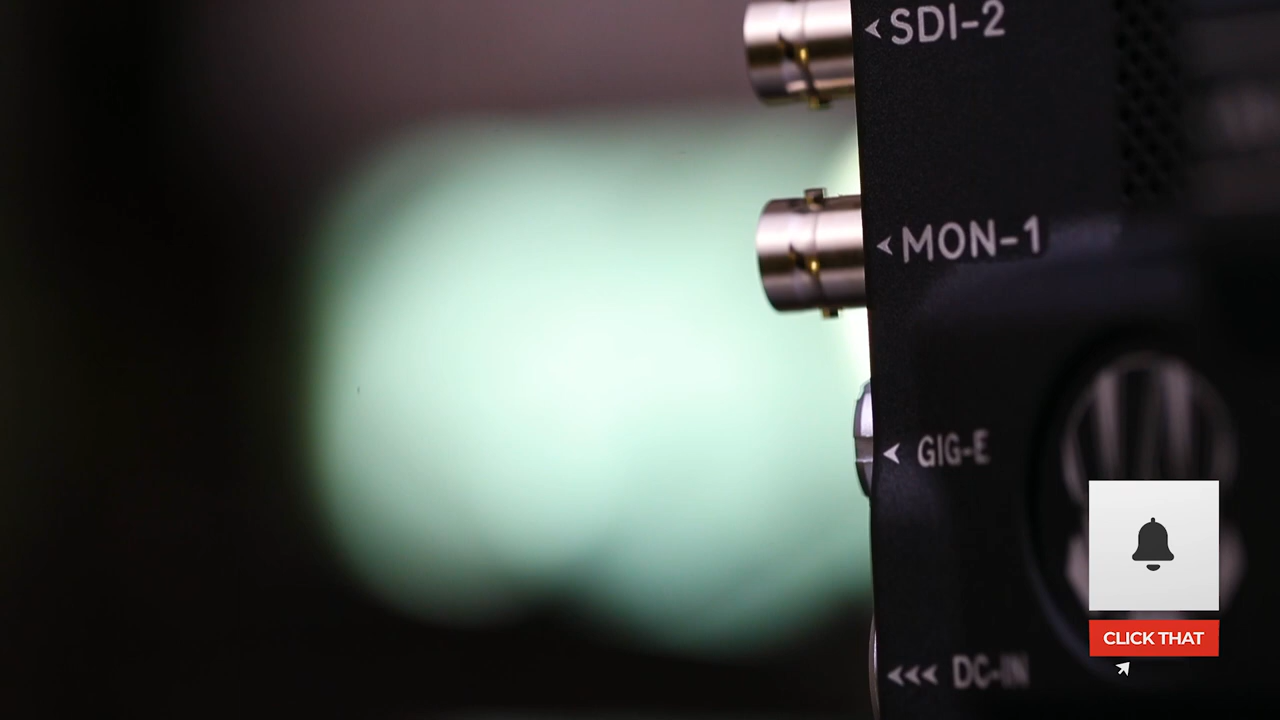 SDI-2
MON-1
GIG-E
CLICK THAT
DC-IN